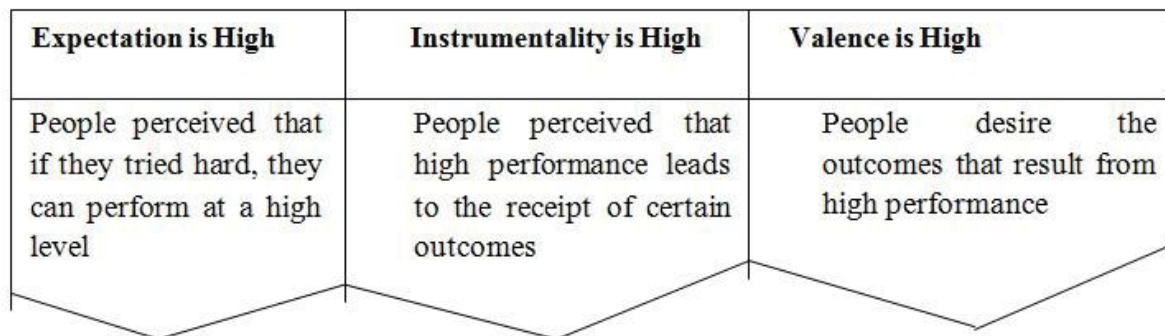 Expectation is High
Instrumentality is High
Valence is High
People perceived that
if they tried hard, they
can perform at a high
level
People perceived that
high performance leads
to the receipt of certain
outcomes
People desire the
outcomes that result from
high performance